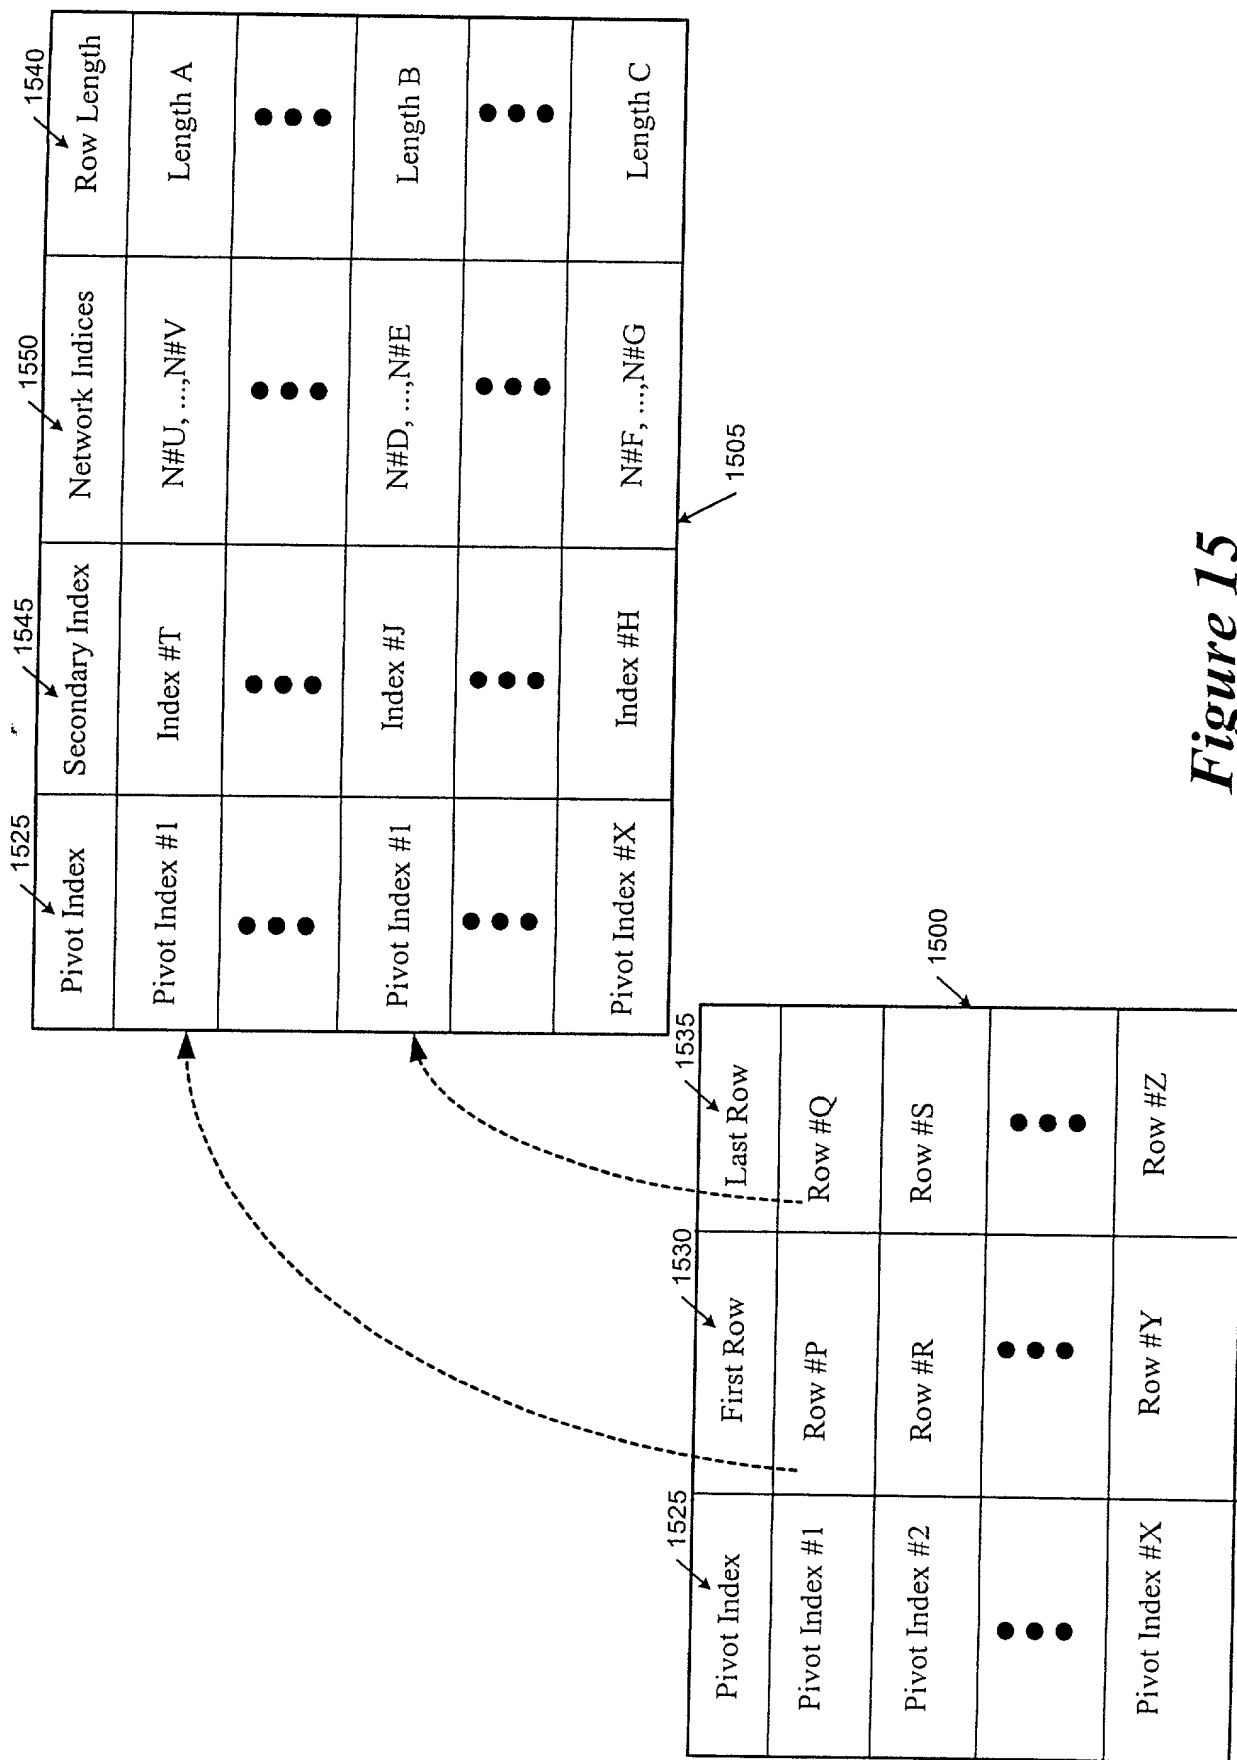 1525
1545
1550
1540
Pivot Index Secondary Index Network Indices Row Length
Pivot Index #1 Index #T N#U, ...,N#V Length A
Pivot Index #1 Index #J N#D, ...,N#E Length B
Pivot Index #X Index #H N#F, ...,N#G Length C
1505
1525
1530
1535
1500
Pivot Index First Row Last Row
Pivot Index #1 Row #P Row #Q
Pivot Index #2 Row #R Row #S
Pivot Index #X Row #Y Row #Z
Figure 15